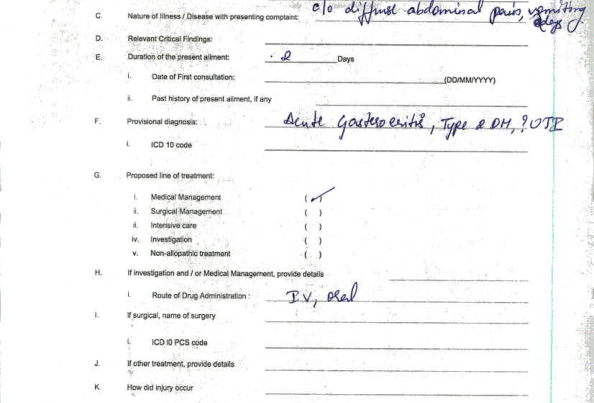 C. Nature of Illness / Disease with presenting complaint: c/o diffuse abdominal pain, vomiting
2 days
D. Relevant Critical Findings:
E. Duration of the present ailment: 2 Days
i. Date of First consultation: (DD/MM/YYYY)
ii. Past history of present ailment, if any
F. Provisional diagnosis: Acute Gasteroeritis, Type 2 DM, ? UTI
i. ICD 10 code
G. Proposed line of treatment:
i. Medical Management (✓)
ii. Surgical Management ( )
ii. Intensive care ( )
iv. Investigation ( )
v. Non-allopathic treatment ( )
H. If investigation and / or Medical Management, provide details
i. Route of Drug Administration : IV, Oral
i. If surgical, name of surgery
i. ICD I0 PCS code
J. If other treatment, provide details
K. How did injury occur